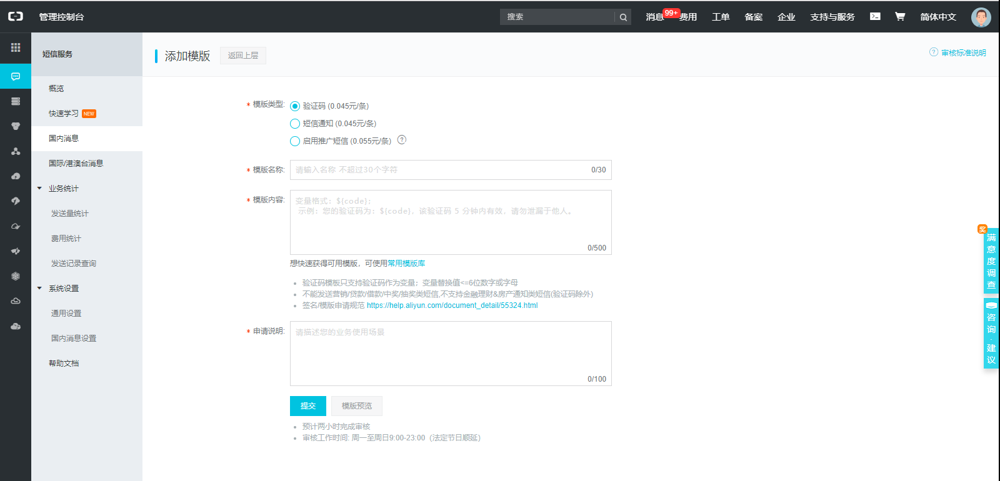 管理控制台
搜索
消息 99+ 费用 工单 备案 企业 支持与服务 简体中文
短信服务
概览
快速学习 NEW
国内消息
国际/港澳台消息
业务统计
发送量统计
费用统计
发送记录查询
系统设置
通用设置
国内消息设置
帮助文档
添加模版 返回上层
? 审核标准说明
* 模版类型: 验证码 (0.045元/条)
短信通知 (0.045元/条)
启用推广短信 (0.055元/条) ?
* 模版名称: 请输入名称 不超过30个字符 0/30
* 模版内容: 变量格式：${code};
示例：您的验证码为：${code}，该验证码 5 分钟内有效，请勿泄漏于他人。
0/500
想快速获得可用模版，可使用常用模版库
验证码模板只支持验证码作为变量；变量替换值<=6位数字或字母
不能发送营销/贷款/借款/中奖/抽奖类短信,不支持金融理财&房产通知类短信(验证码除外)
签名/模版申请规范 https://help.aliyun.com/document_detail/55324.html
* 申请说明: 请描述您的业务使用场景
0/100
提交 模版预览
预计两小时完成审核
审核工作时间: 周一至周日9:00-23:00（法定节日顺延）
奖
满意度调查
咨询·建议